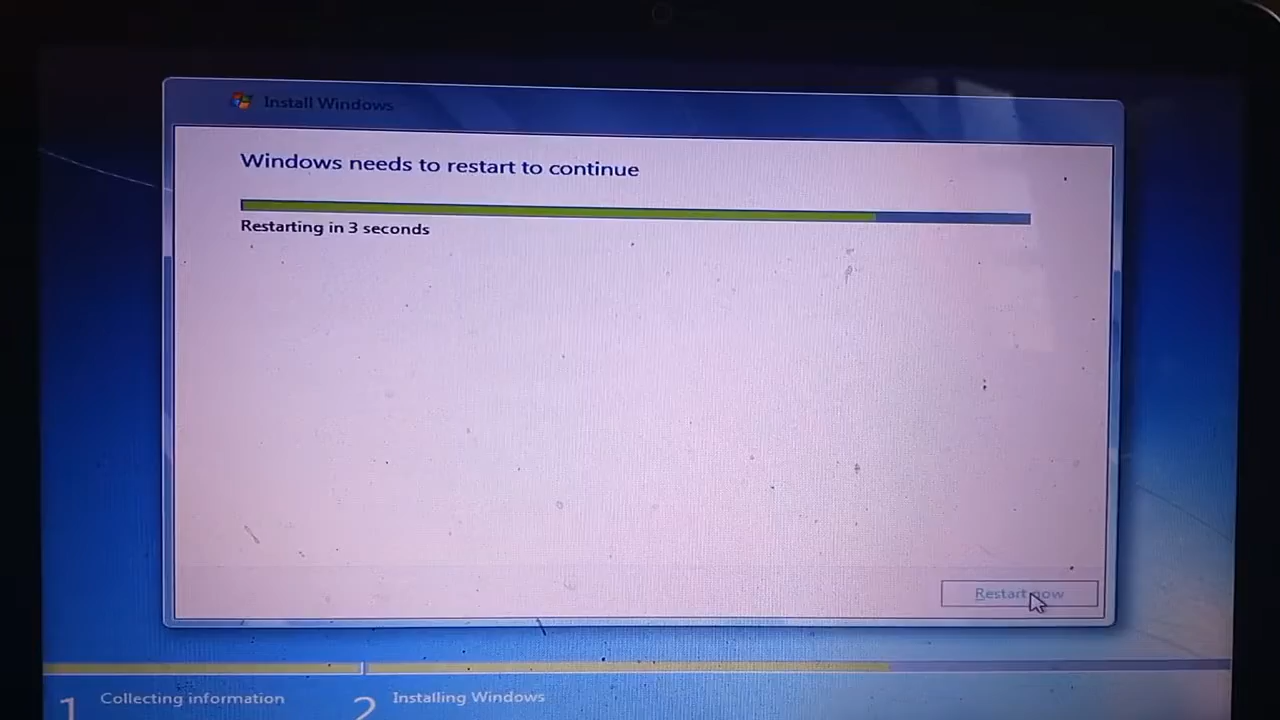 Install Windows
Windows needs to restart to continue
Restarting in 3 seconds
Restart now
1 Collecting information
2 Installing Windows